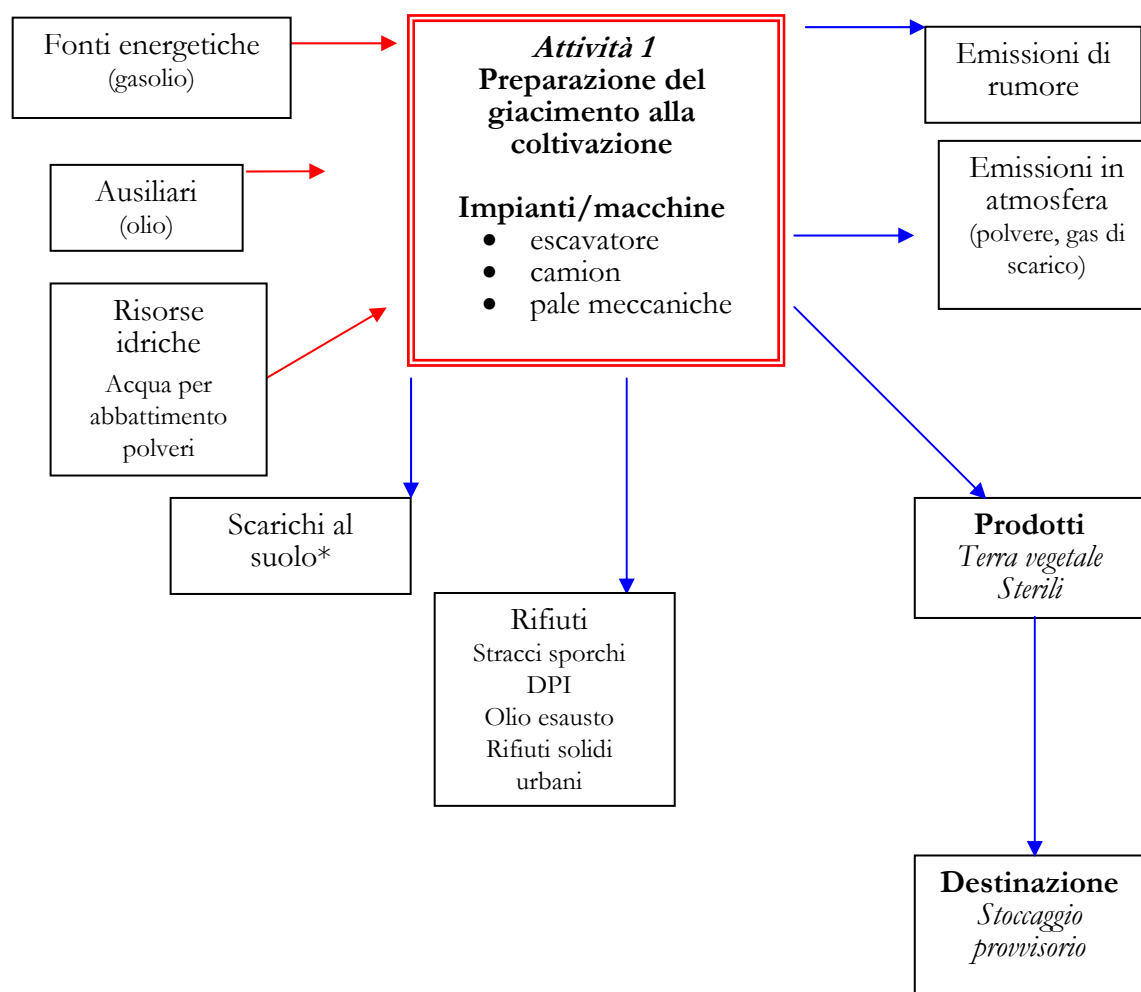 Fonti energetiche
(gasolio)
Attività 1
Preparazione del
giacimento alla
coltivazione
Impianti/macchine
• escavatore
• camion
• pale meccaniche
Emissioni di
rumore
Ausiliari
(olio)
Emissioni in
atmosfera
(polvere, gas di
scarico)
Risorse
idriche
Acqua per
abbattimento
polveri
Scarichi al
suolo*
Rifiuti
Stracci sporchi
DPI
Olio esausto
Rifiuti solidi
urbani
Prodotti
Terra vegetale
Sterili
Destinazione
Stoccaggio
provvisorio